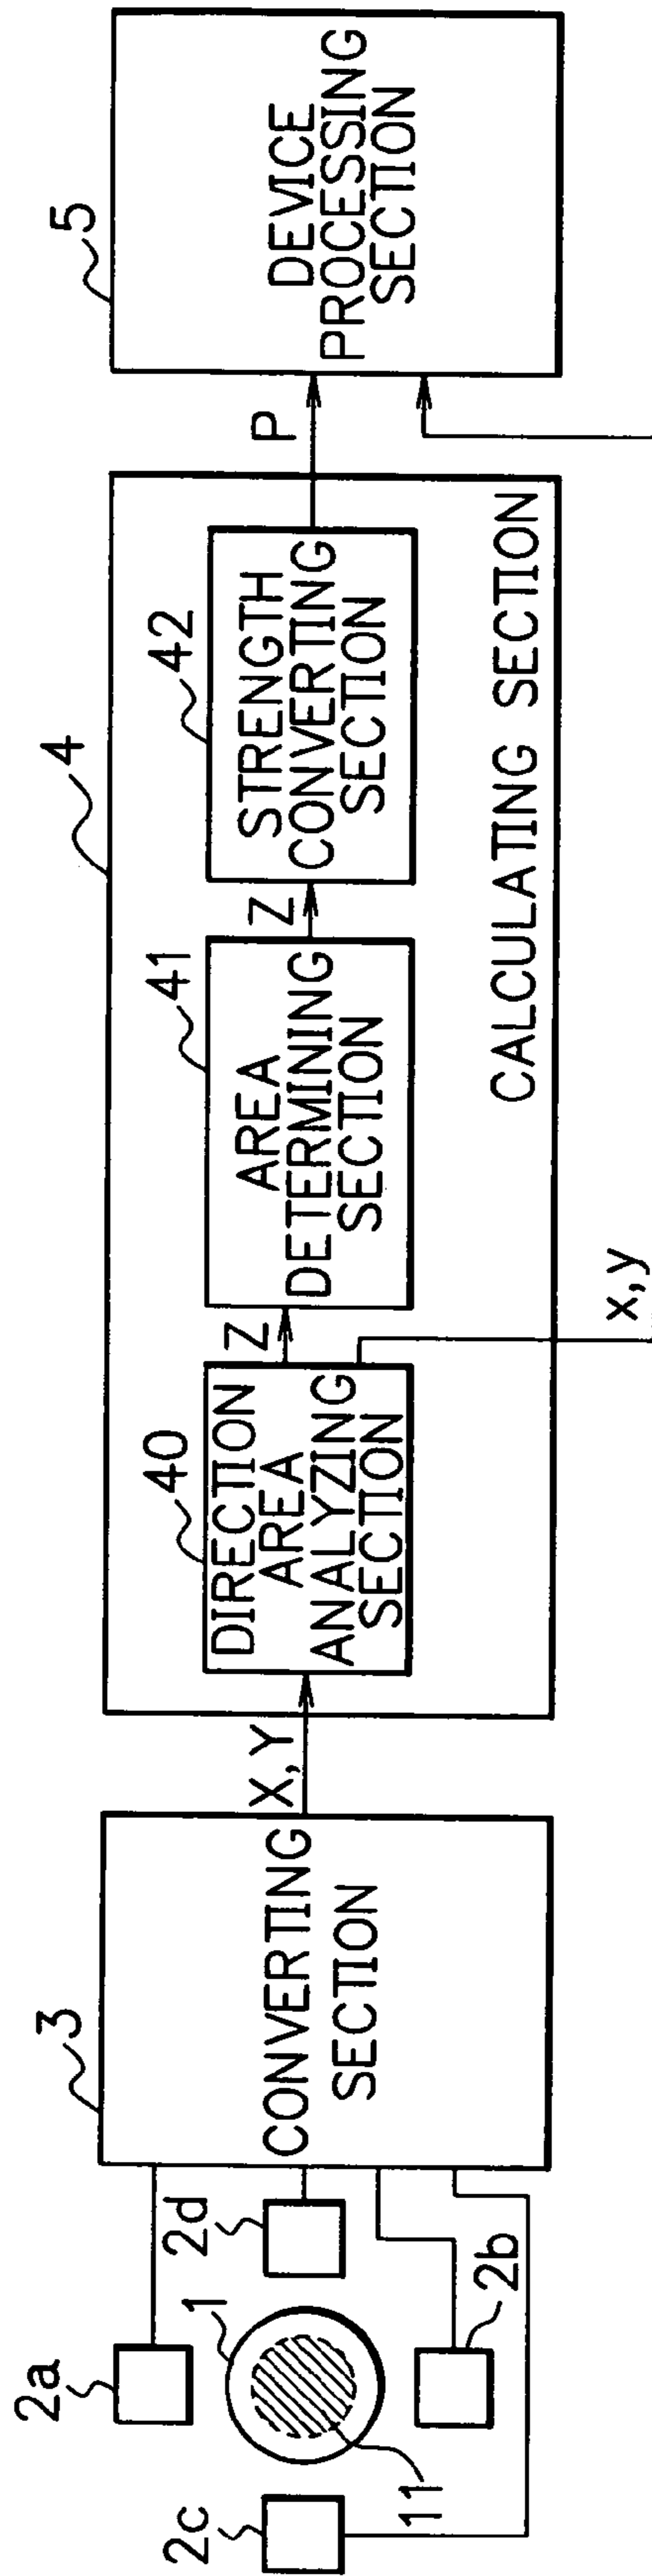 2a
2c
1
11
2d
2b
3
CONVERTING
SECTION
X,Y
4
40
DIRECTION
AREA
ANALYZING
SECTION
Z
x,y
41
AREA
DETERMINING
SECTION
Z
42
STRENGTH
CONVERTING
SECTION
CALCULATING SECTION
P
5
DEVICE
PROCESSING
SECTION